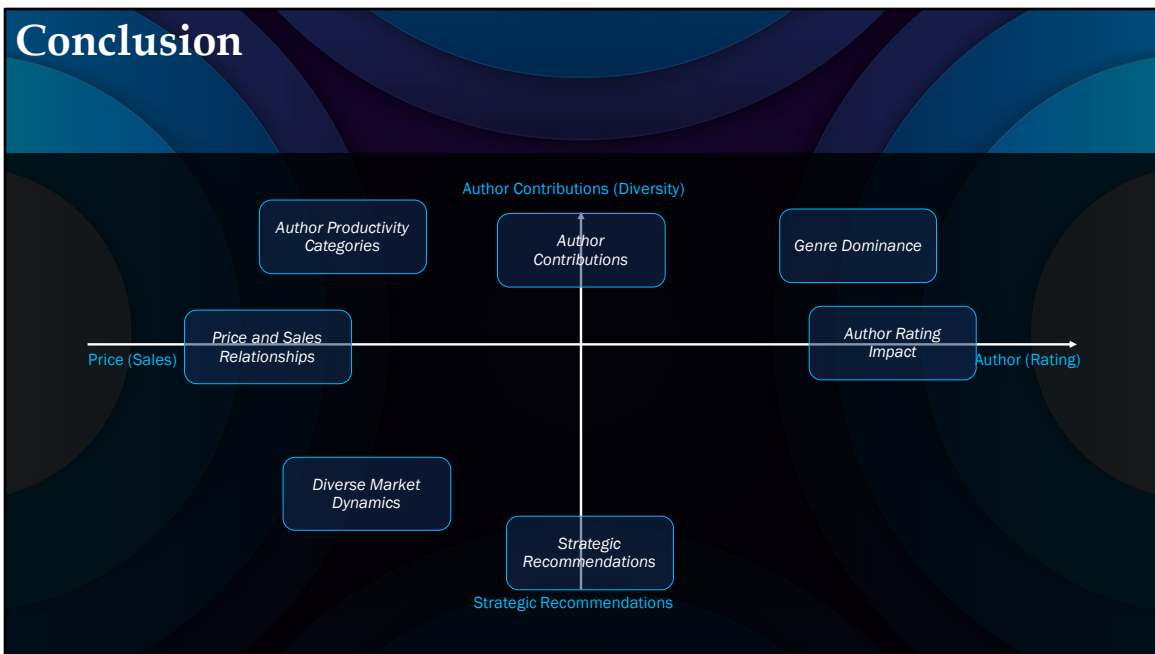 Conclusion
Author Contributions (Diversity)
Author Productivity
Categories
Author
Contributions
Genre Dominance
Price and Sales
Relationships
Author Rating
Impact
Price (Sales)
Author (Rating)
Diverse Market
Dynamics
Strategic
Recommendations
Strategic Recommendations